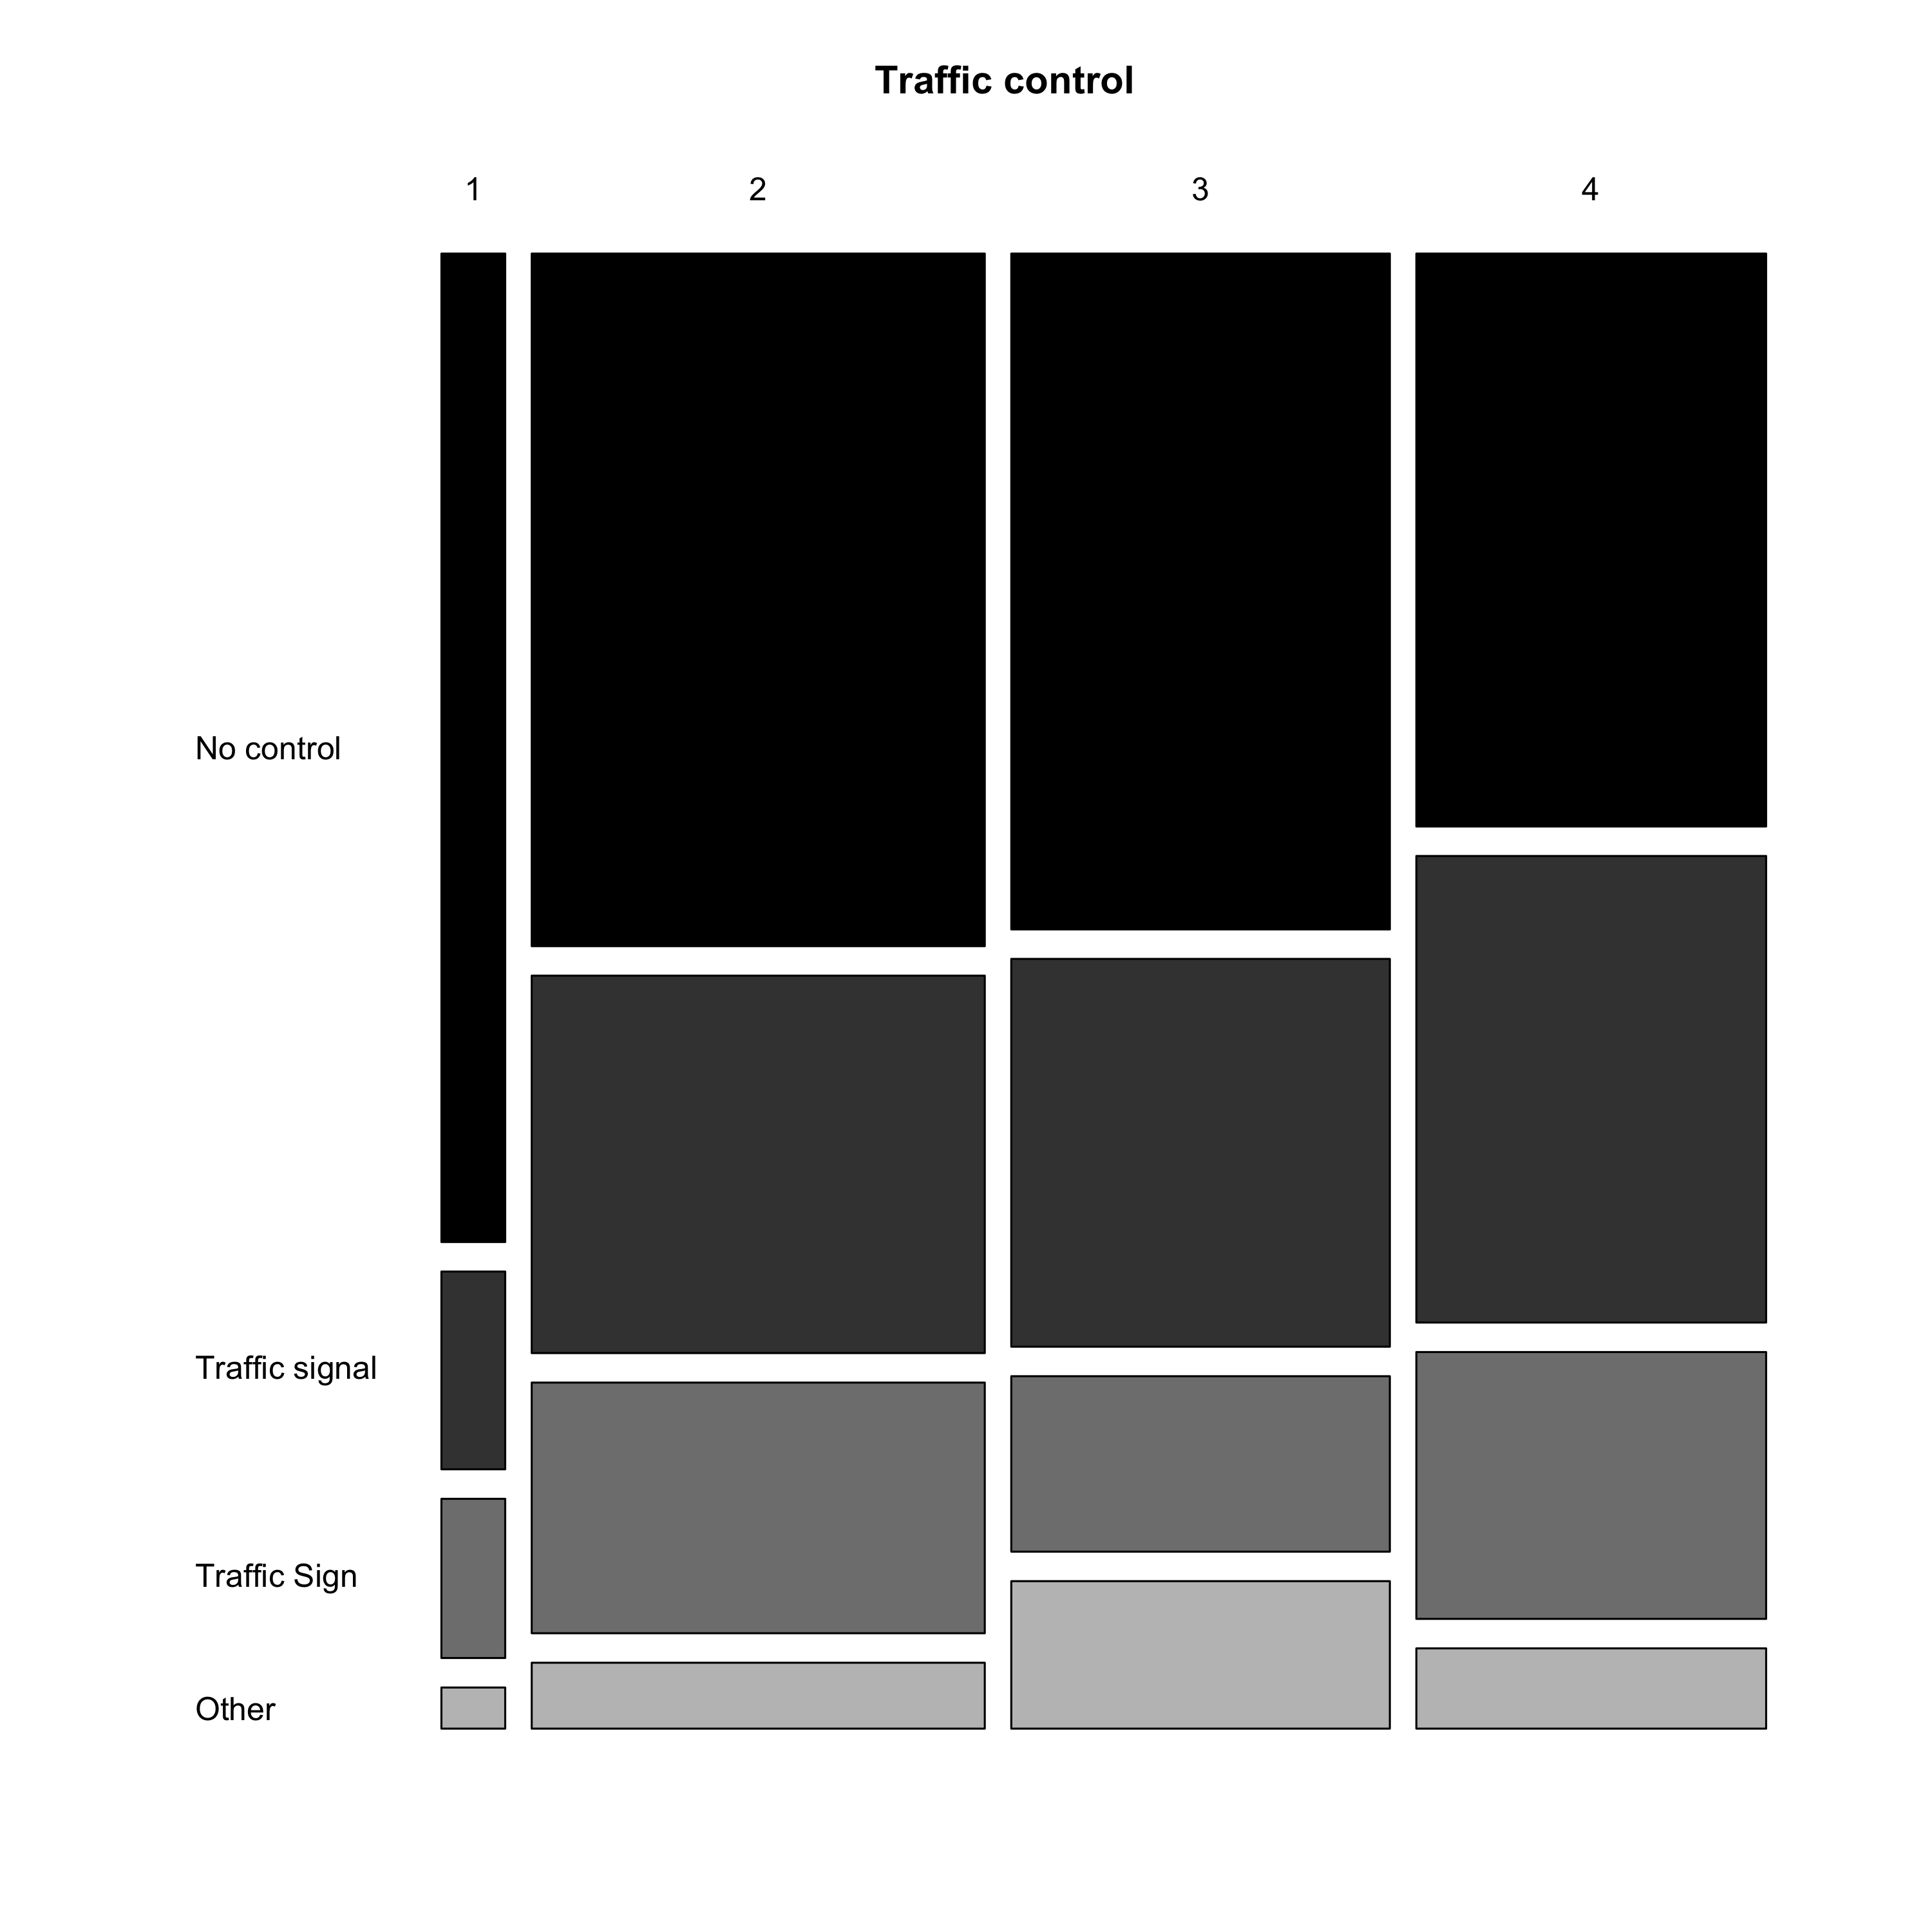 Traffic control
1 2 3 4
No control
Traffic signal
Traffic Sign
Other